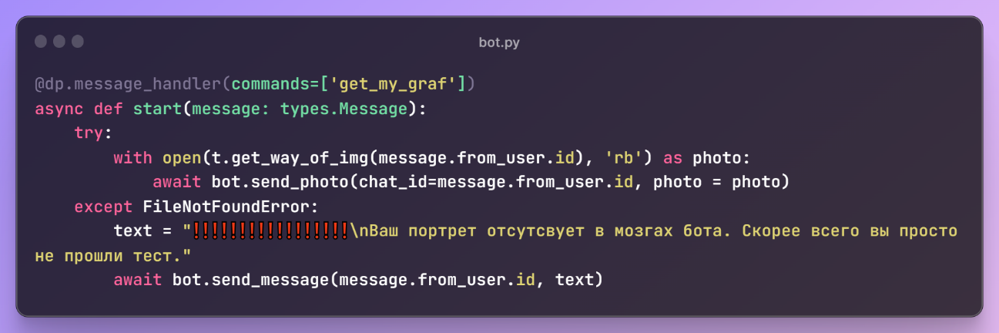 bot.py
@dp.message_handler(commands=['get_my_graf'])
async def start(message: types.Message):
    try:
        with open(t.get_way_of_img(message.from_user.id), 'rb') as photo:
            await bot.send_photo(chat_id=message.from_user.id, photo = photo)
    except FileNotFoundError:
        text = "❗❗❗❗❗❗❗❗❗❗❗❗❗❗❗❗❗\nВаш портрет отсутсвует в мозгах бота. Скорее всего вы просто
не прошли тест."
        await bot.send_message(message.from_user.id, text)